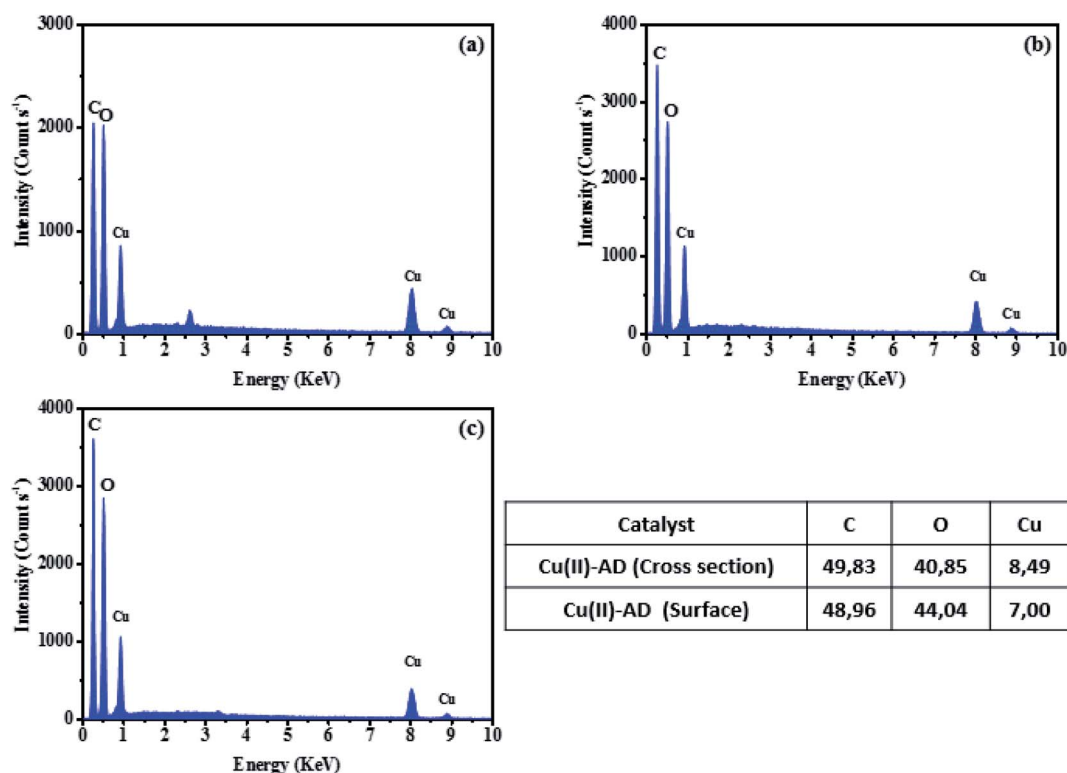 (a)
3000
2000
1000
0
Intensity (Count s⁻¹)
C
O
Cu
Cu
Cu
0 1 2 3 4 5 6 7 8 9 10
Energy (KeV)
(b)
4000
3000
2000
1000
0
Intensity (Count s⁻¹)
C
O
Cu
Cu
Cu
0 1 2 3 4 5 6 7 8 9 10
Energy (KeV)
(c)
4000
3000
2000
1000
0
Intensity (Count s⁻¹)
C
O
Cu
Cu
Cu
0 1 2 3 4 5 6 7 8 9 10
Energy (KeV)
Catalyst C O Cu
Cu(II)-AD (Cross section) 49,83 40,85 8,49
Cu(II)-AD (Surface) 48,96 44,04 7,00